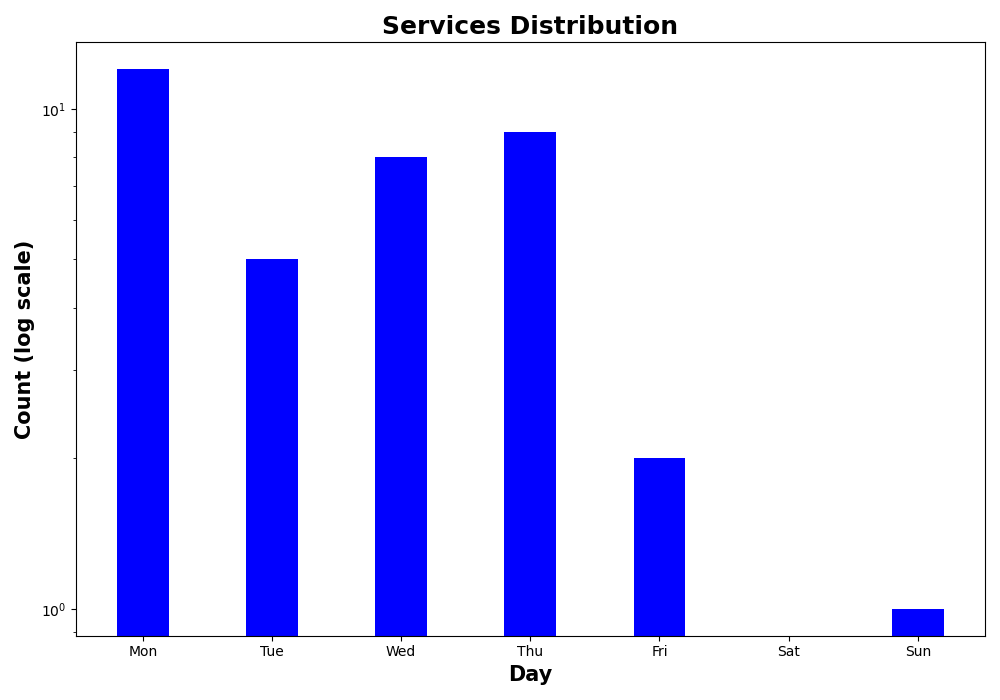 Services Distribution
Count (log scale)
10¹
10⁰
Mon Tue Wed Thu Fri Sat Sun
Day